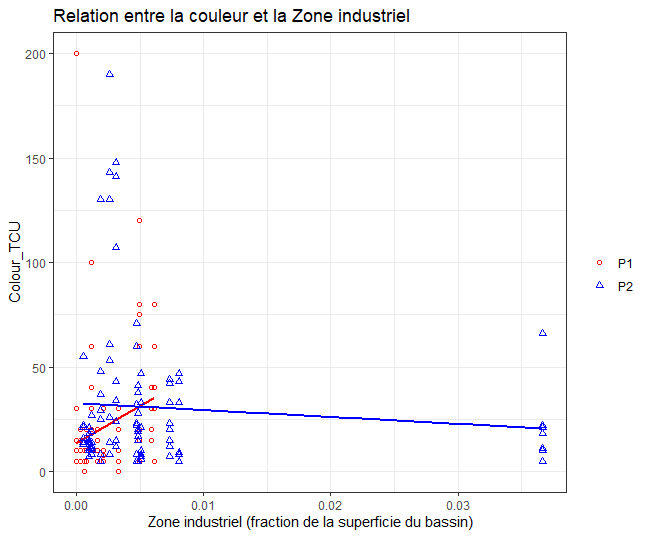 Relation entre la couleur et la Zone industriel
200
150
100
50
0
Colour_TCU
0.00
0.01
0.02
0.03
Zone industriel (fraction de la superficie du bassin)
P1
P2